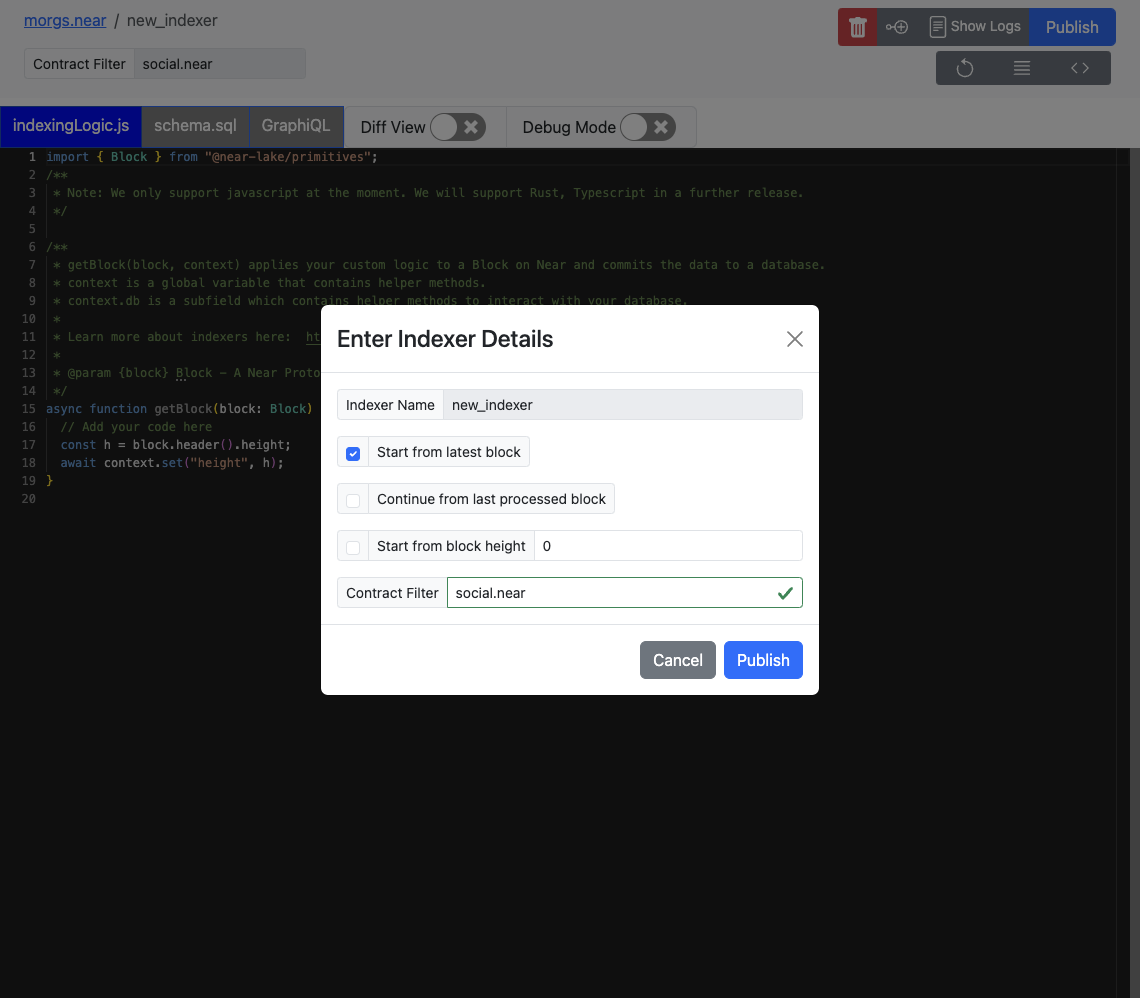 morgs.near / new_indexer
Show Logs
Publish
Contract Filter social.near
indexingLogic.js schema.sql GraphiQL Diff View Debug Mode
1 import { Block } from "@near-lake/primitives";
2 /**
3  * Note: We only support javascript at the moment. We will support Rust, Typescript in a further release.
4  */
5
6 /**
7  * getBlock(block, context) applies your custom logic to a Block on Near and commits the data to a database.
8  * context is a global variable that contains helper methods.
9  * context.db is a subfield which contains helper methods to interact with your database.
10  *
11  * Learn more about indexers here:
12  *
13  * @param {block} Block - A Near
14  */
15 async function getBlock(block: Block)
16   // Add your code here
17   const h = block.header().height;
18   await context.set("height", h);
19 }
20
Enter Indexer Details
Indexer Name new_indexer
Start from latest block
Continue from last processed block
Start from block height 0
Contract Filter social.near
Cancel Publish